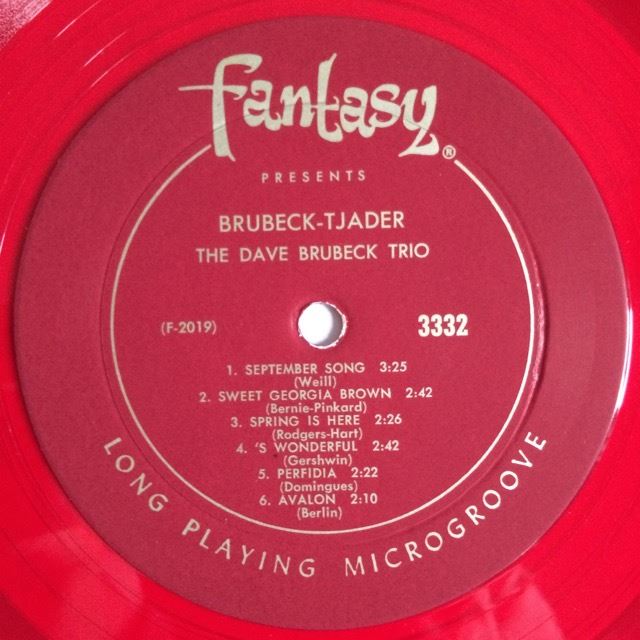 fantasy®
PRESENTS
BRUBECK-TJADER
THE DAVE BRUBECK TRIO
(F-2019) 3332
1. SEPTEMBER SONG 3:25
(Weill)
2. SWEET GEORGIA BROWN 2:42
(Bernie-Pinkard)
3. SPRING IS HERE 2:26
(Rodgers-Hart)
4. 'S WONDERFUL 2:42
(Gershwin)
5. PERFIDIA 2:22
(Domingues)
6. AVALON 2:10
(Berlin)
LONG PLAYING MICROGROOVE